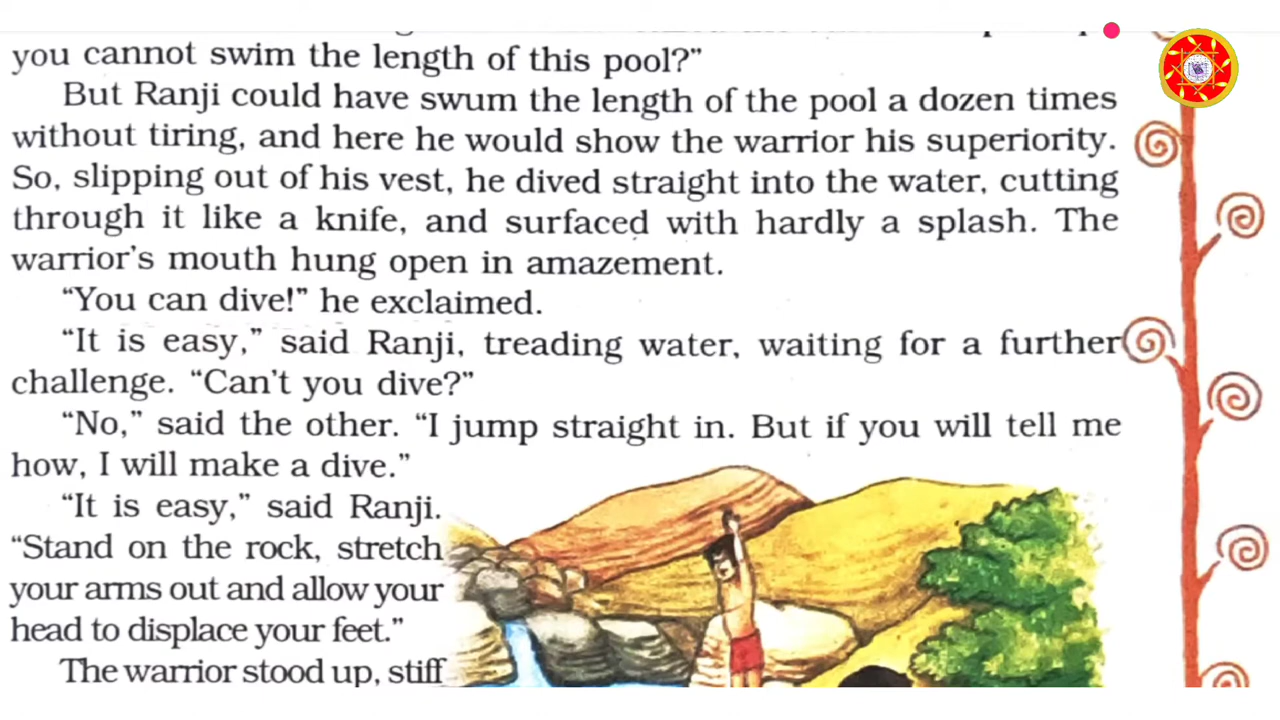 you cannot swim the length of this pool?”
But Ranji could have swum the length of the pool a dozen times
without tiring, and here he would show the warrior his superiority.
So, slipping out of his vest, he dived straight into the water, cutting
through it like a knife, and surfaced with hardly a splash. The
warrior’s mouth hung open in amazement.
“You can dive!” he exclaimed.
“It is easy,” said Ranji, treading water, waiting for a further
challenge. “Can’t you dive?”
“No,” said the other. “I jump straight in. But if you will tell me
how, I will make a dive.”
“It is easy,” said Ranji.
“Stand on the rock, stretch
your arms out and allow your
head to displace your feet.”
The warrior stood up, stiff